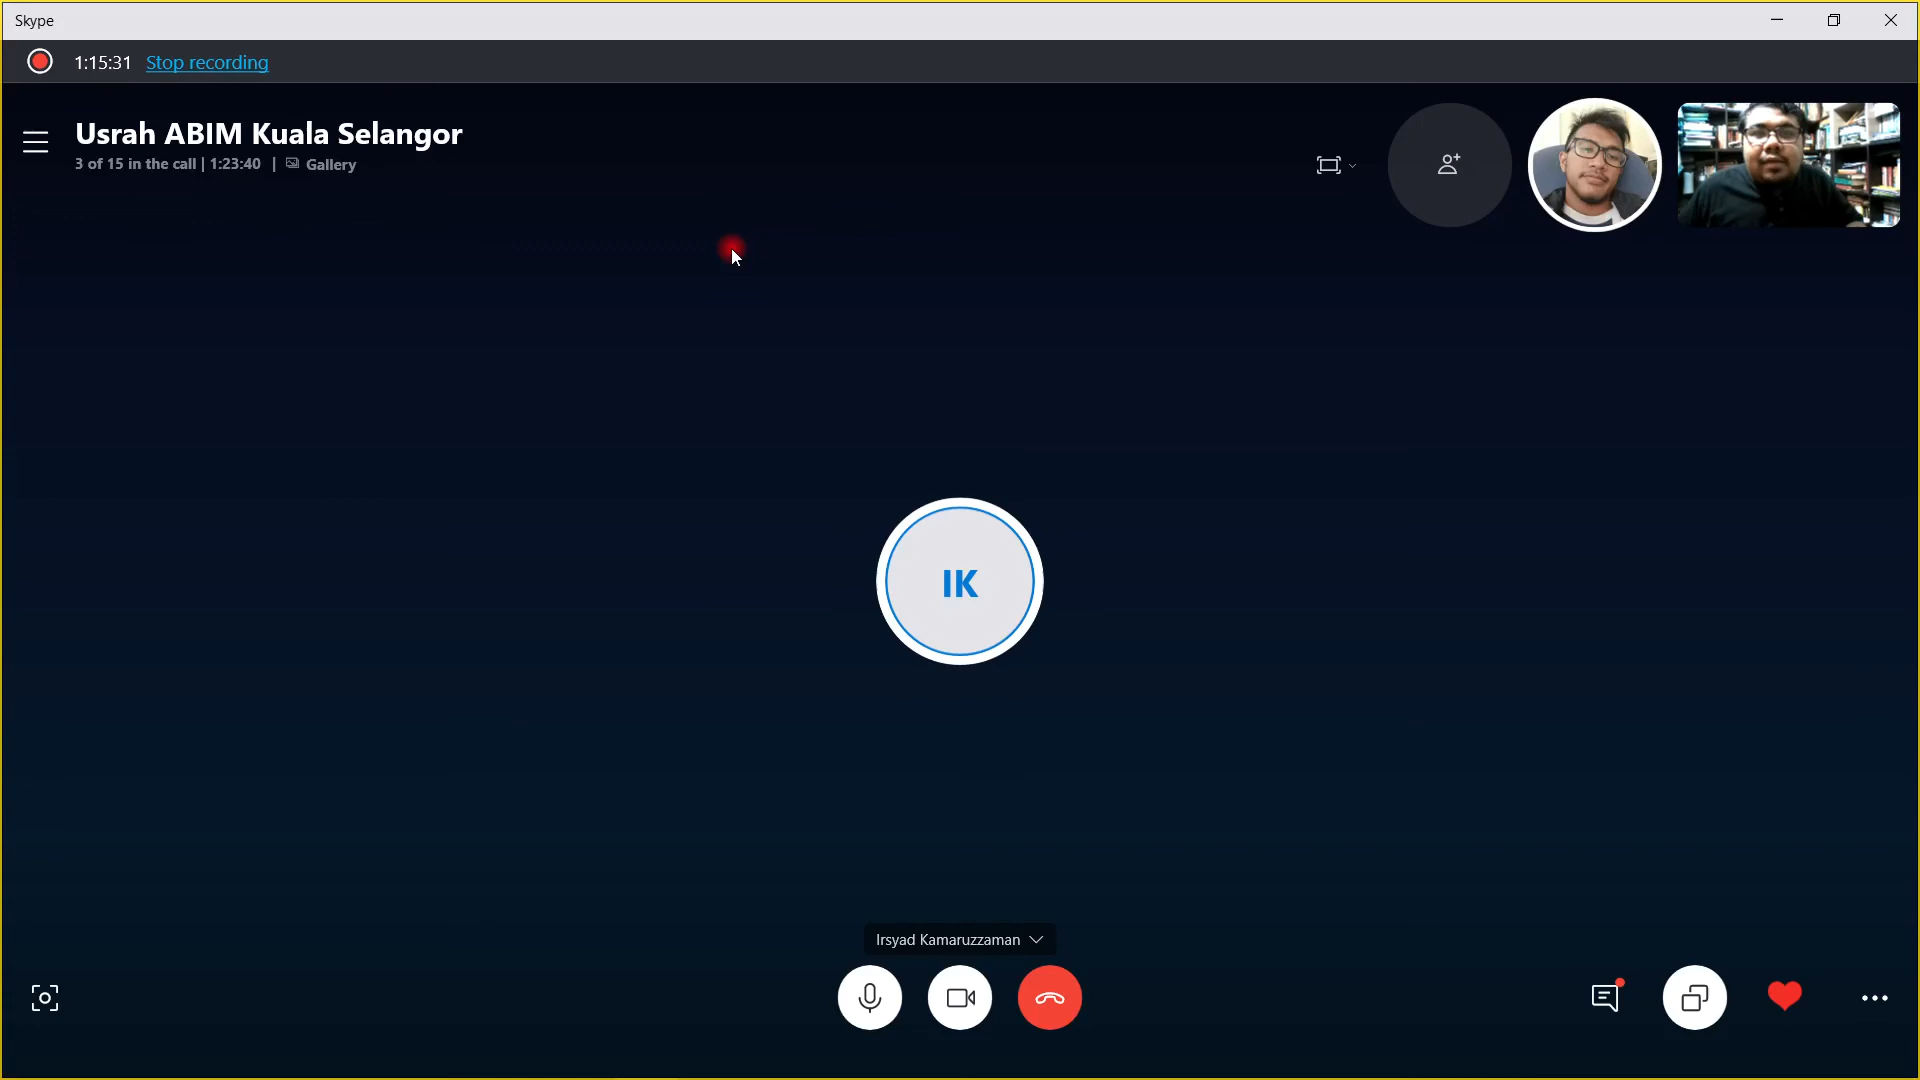 Skype
1:15:31 Stop recording
Usrah ABIM Kuala Selangor
3 of 15 in the call | 1:23:40 | Gallery
IK
Irsyad Kamaruzzaman